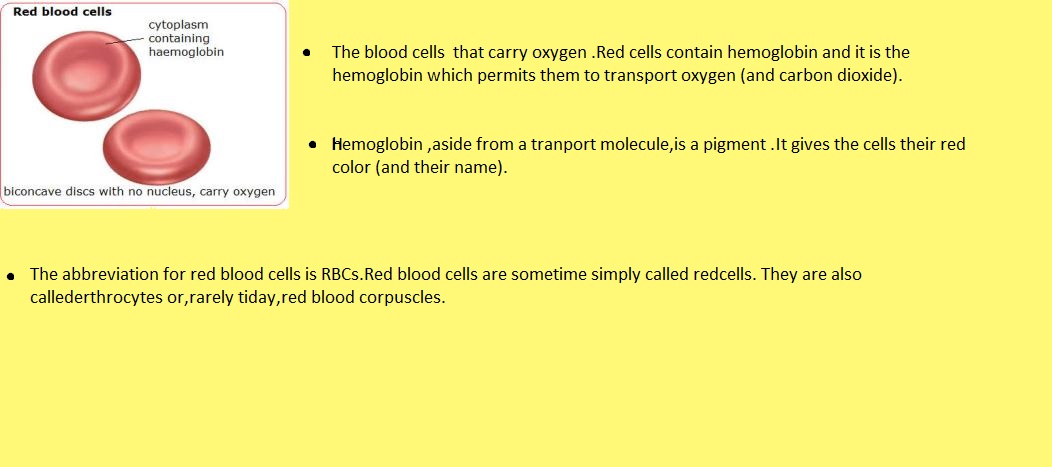 Red blood cells
cytoplasm
containing
haemoglobin
biconcave discs with no nucleus, carry oxygen
• The blood cells  that carry oxygen .Red cells contain hemoglobin and it is the
hemoglobin which permits them to transport oxygen (and carbon dioxide).
• Hemoglobin ,aside from a tranport molecule,is a pigment .It gives the cells their red
color (and their name).
• The abbreviation for red blood cells is RBCs.Red blood cells are sometime simply called redcells. They are also
callederthrocytes or,rarely tiday,red blood corpuscles.